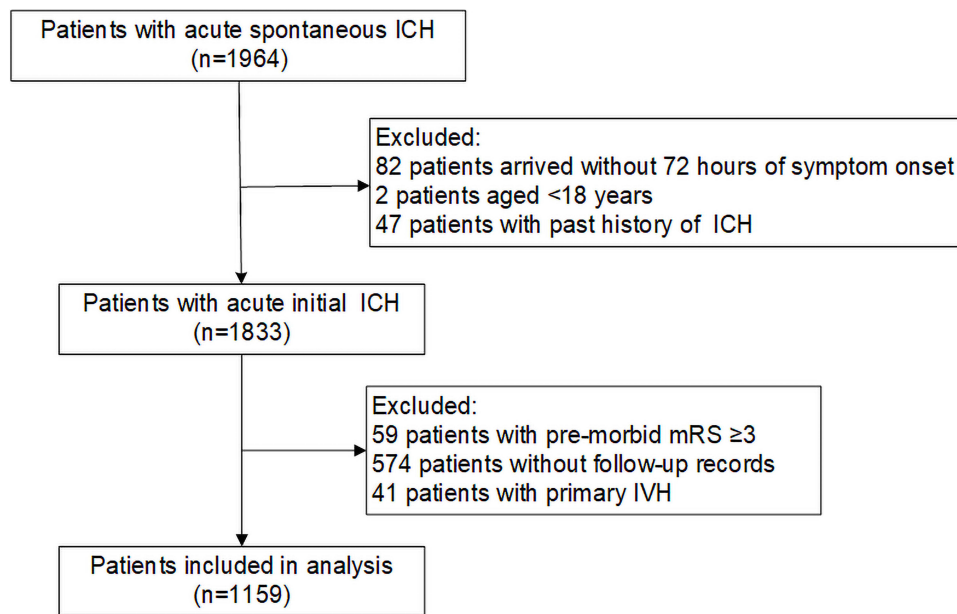 Patients with acute spontaneous ICH
(n=1964)
Excluded:
82 patients arrived without 72 hours of symptom onset
2 patients aged <18 years
47 patients with past history of ICH
Patients with acute initial ICH
(n=1833)
Excluded:
59 patients with pre-morbid mRS ≥3
574 patients without follow-up records
41 patients with primary IVH
Patients included in analysis
(n=1159)